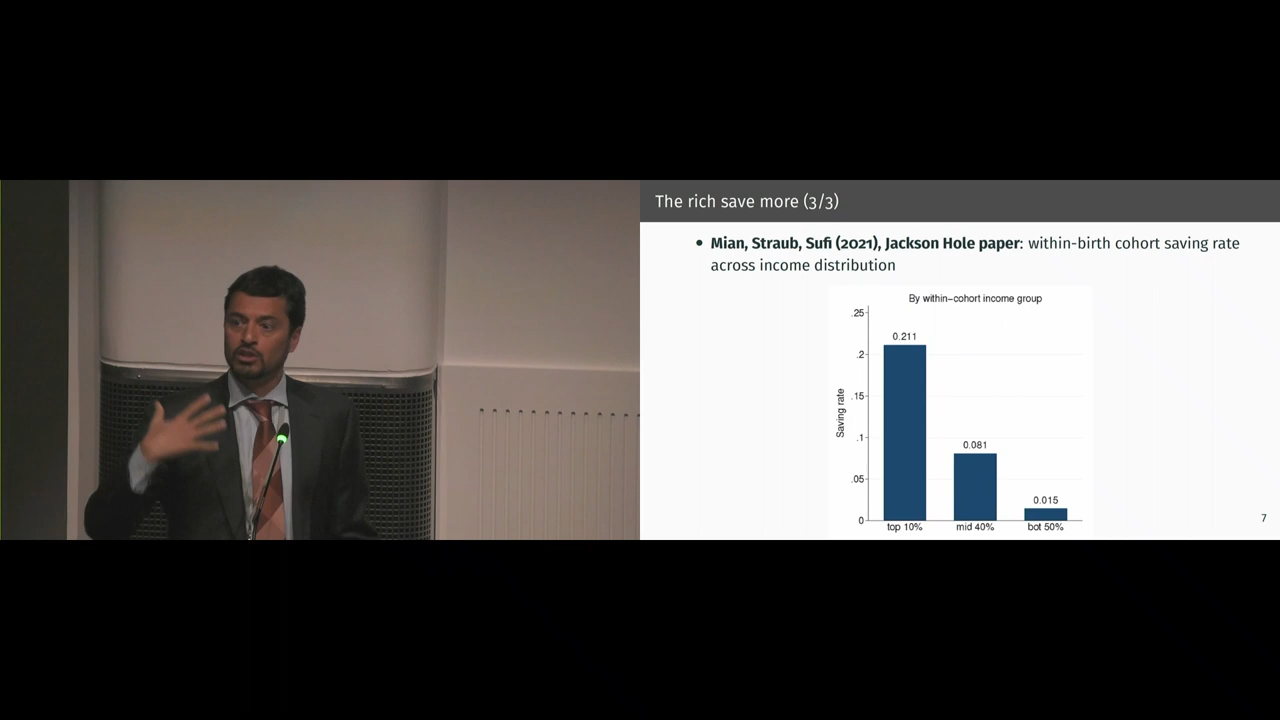 The rich save more (3/3)
• Mian, Straub, Sufi (2021), Jackson Hole paper: within-birth cohort saving rate
across income distribution
By within-cohort income group
.25
.2
.15
.1
.05
0
Saving rate
0.211
0.081
0.015
top 10%
mid 40%
bot 50%
7